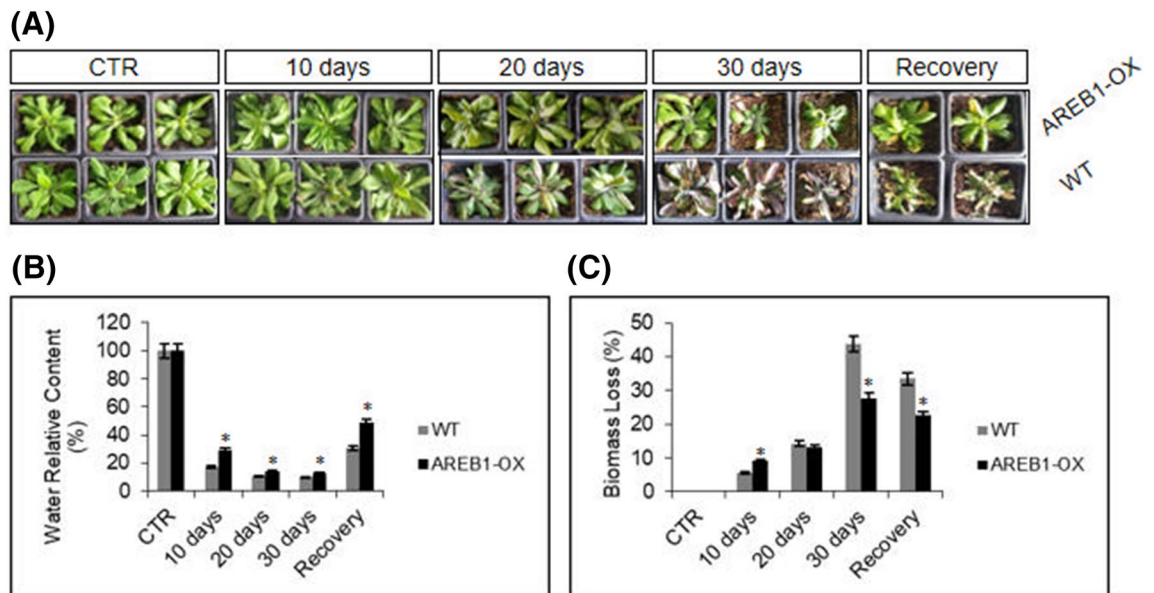 (A)
CTR 10 days 20 days 30 days Recovery
AREB1-OX
WT
(B)
Water Relative Content
(%)
120
100
80
60
40
20
0
* * * *
WT
AREB1-OX
CTR 10 days 20 days 30 days Recovery
(C)
Biomass Loss (%)
50
40
30
20
10
0
* * *
WT
AREB1-OX
CTR 10 days 20 days 30 days Recovery